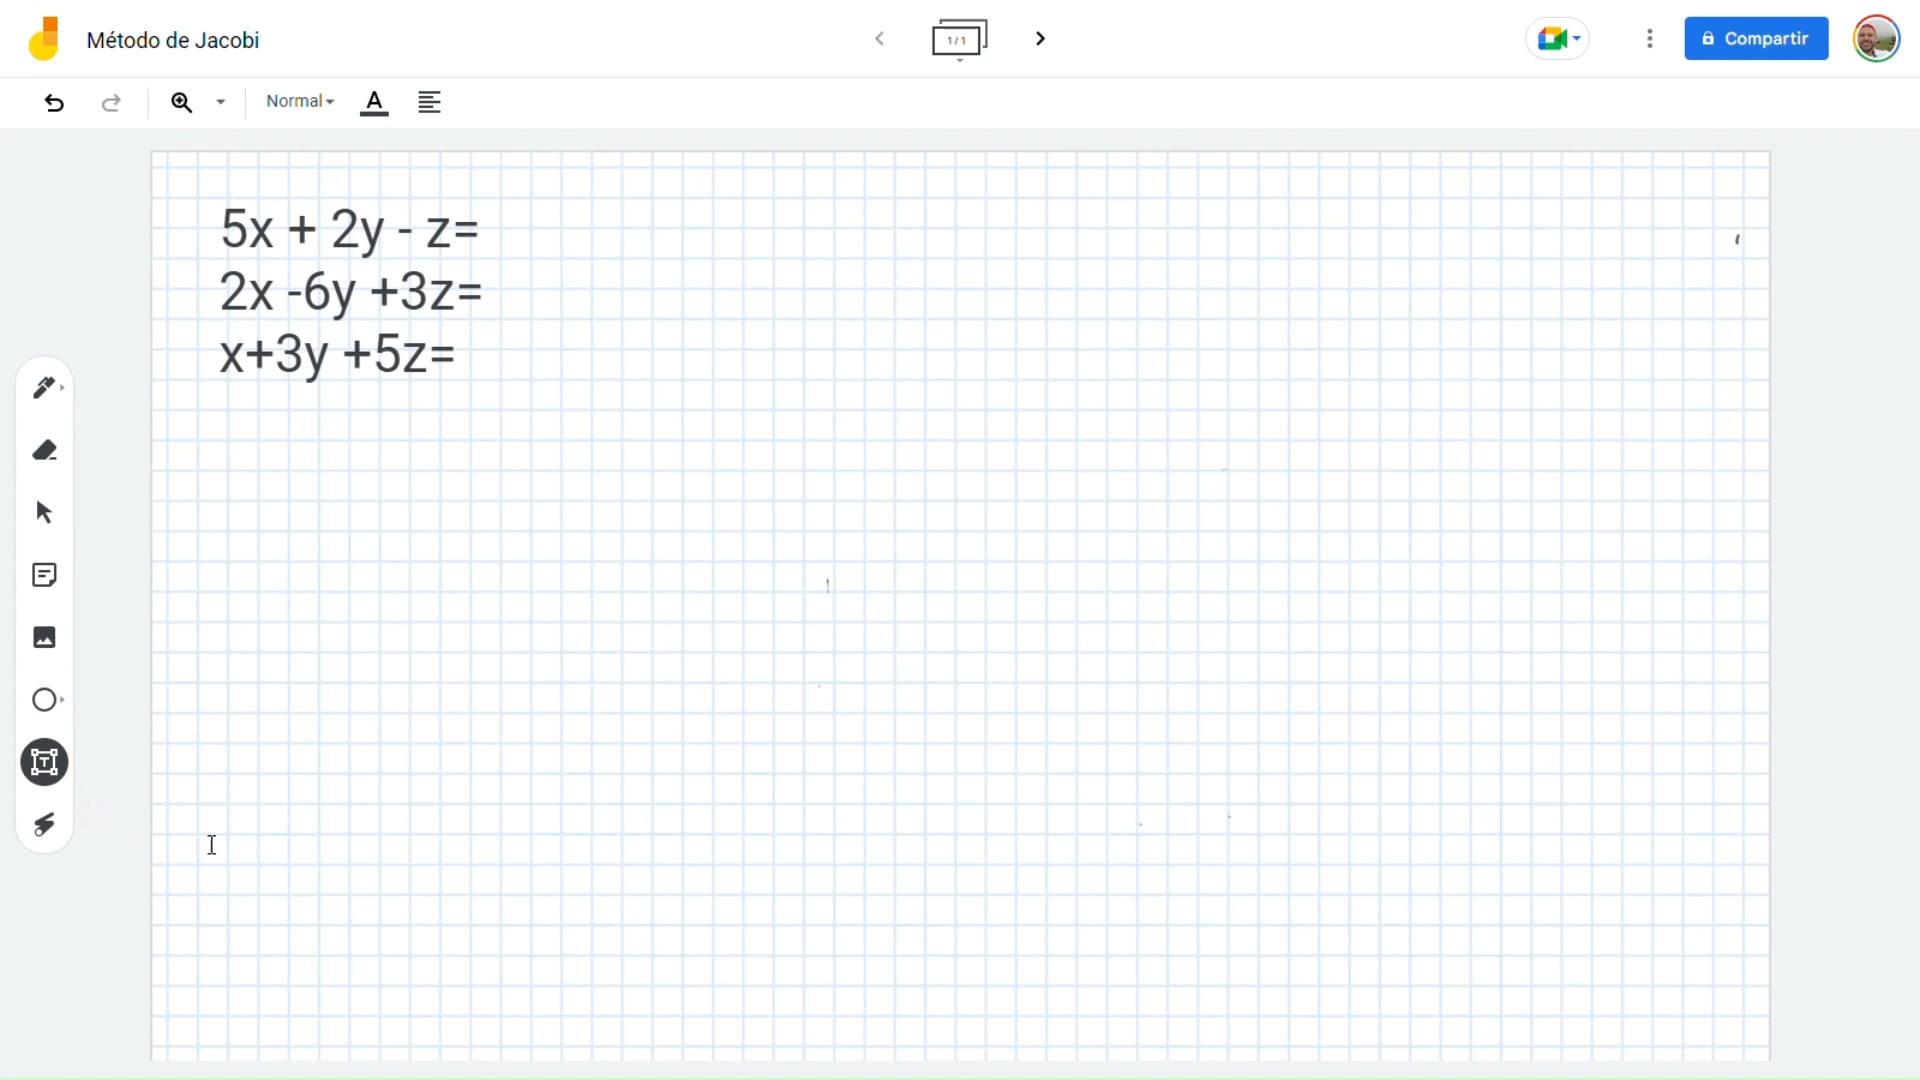 Método de Jacobi
1 / 1
Compartir
Normal
A
5x + 2y - z=
2x -6y +3z=
x+3y +5z=